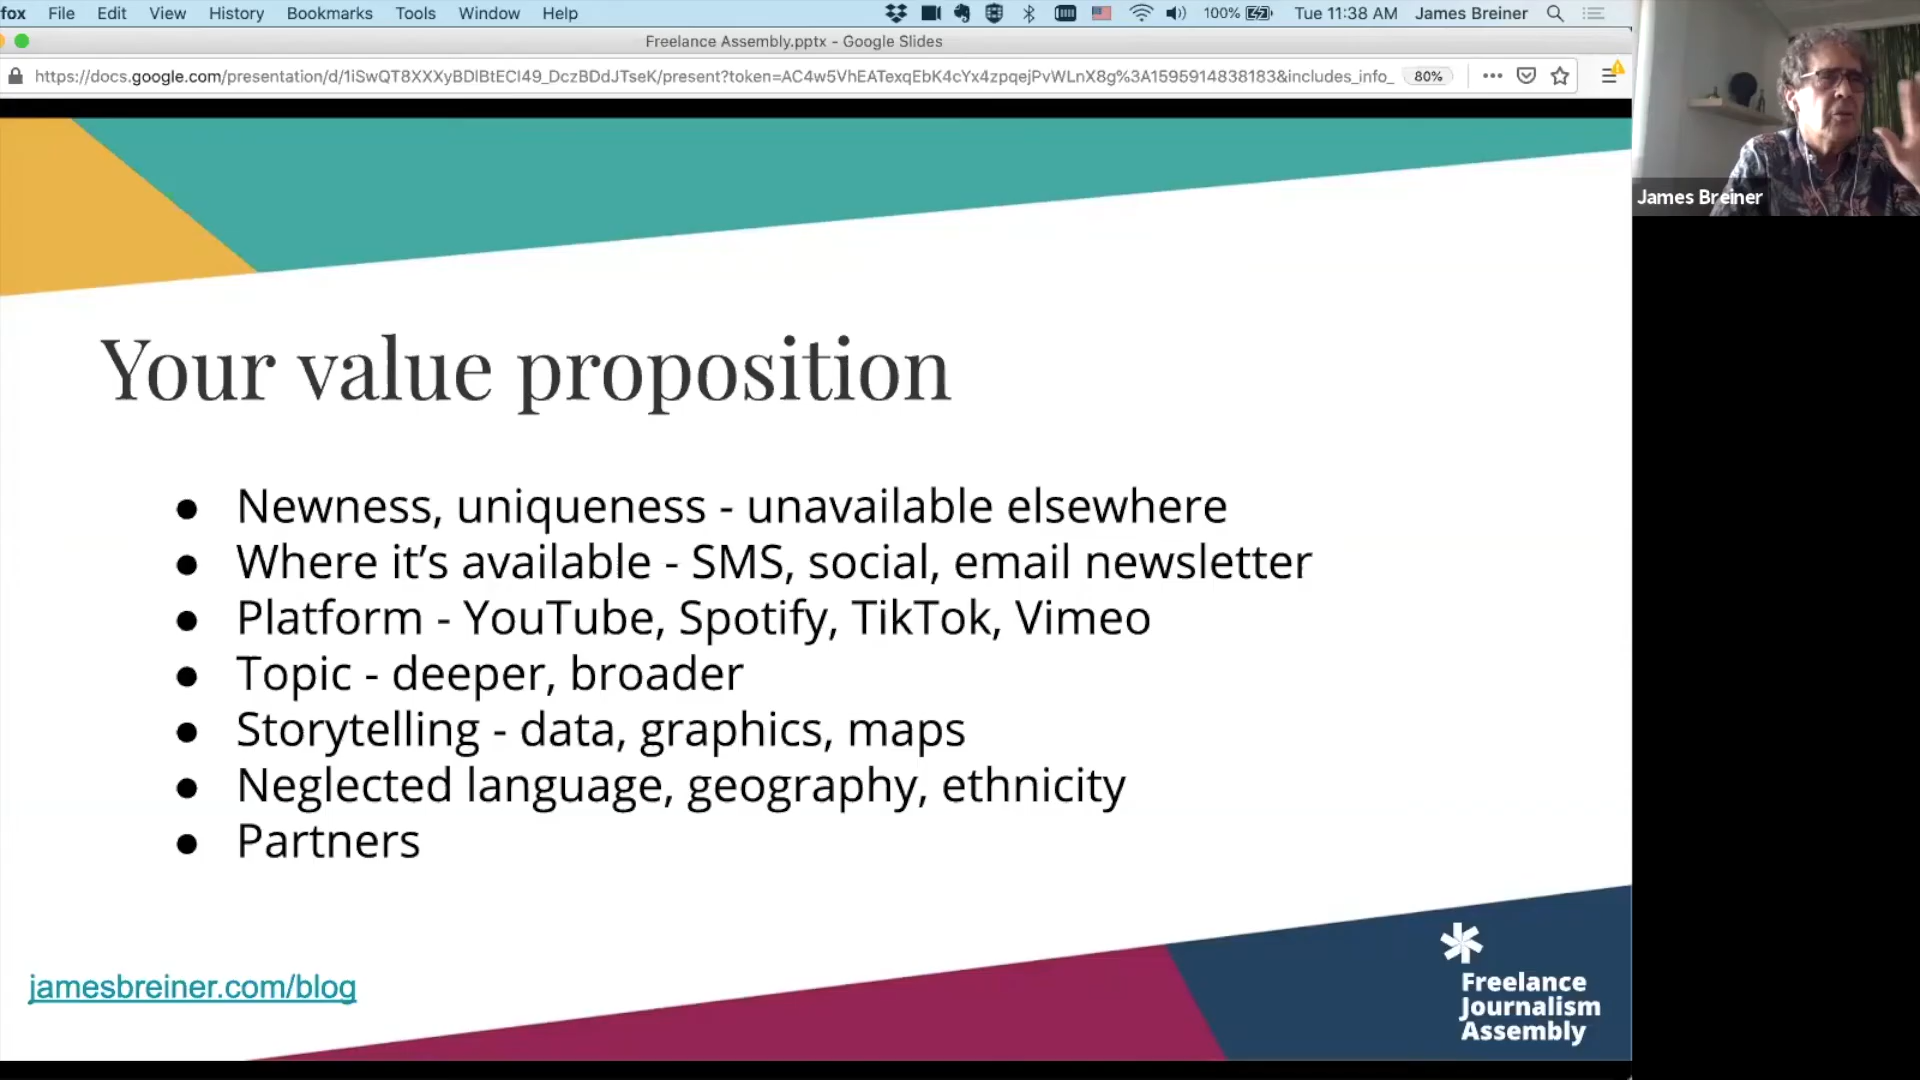 fox File Edit View History Bookmarks Tools Window Help 100% Tue 11:38 AM James Breiner
Freelance Assembly.pptx - Google Slides
https://docs.google.com/presentation/d/1iSwQT8XXXyBDlBtECI49_DczBDdJTseK/present?token=AC4w5VhEATexqEbK4cYx4zpqejPvWLnX8g%3A1595914838183&includes_info_ 80%
James Breiner
Your value proposition
● Newness, uniqueness - unavailable elsewhere
● Where it’s available - SMS, social, email newsletter
● Platform - YouTube, Spotify, TikTok, Vimeo
● Topic - deeper, broader
● Storytelling - data, graphics, maps
● Neglected language, geography, ethnicity
● Partners
jamesbreiner.com/blog
Freelance
Journalism
Assembly